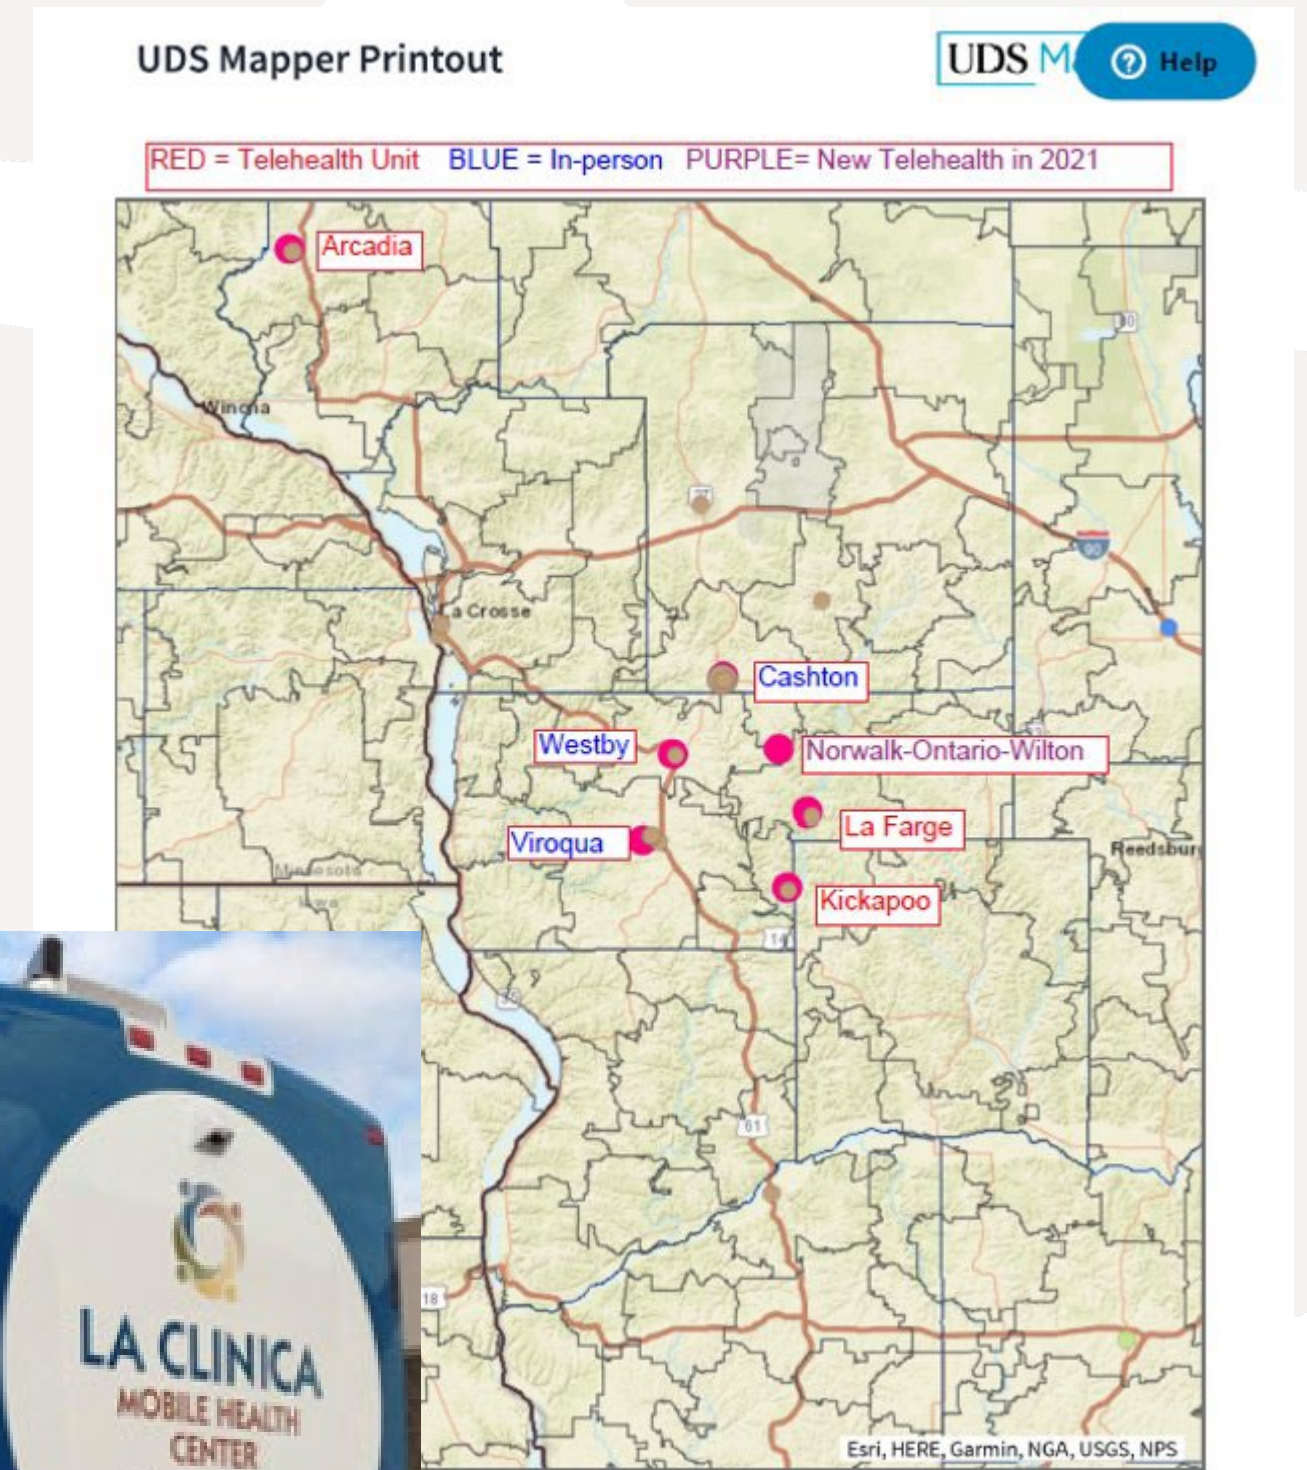 UDS Mapper Printout
UDS M
Help
RED = Telehealth Unit BLUE = In-person PURPLE= New Telehealth in 2021
Arcadia
Winona
90
La Crosse
Cashton
Westby
Norwalk-Ontario-Wilton
La Farge
Viroqua
Reedsburg
Minnesota
Iowa
Kickapoo
14
61
18
LA CLINICA
MOBILE HEALTH
CENTER
Esri, HERE, Garmin, NGA, USGS, NPS